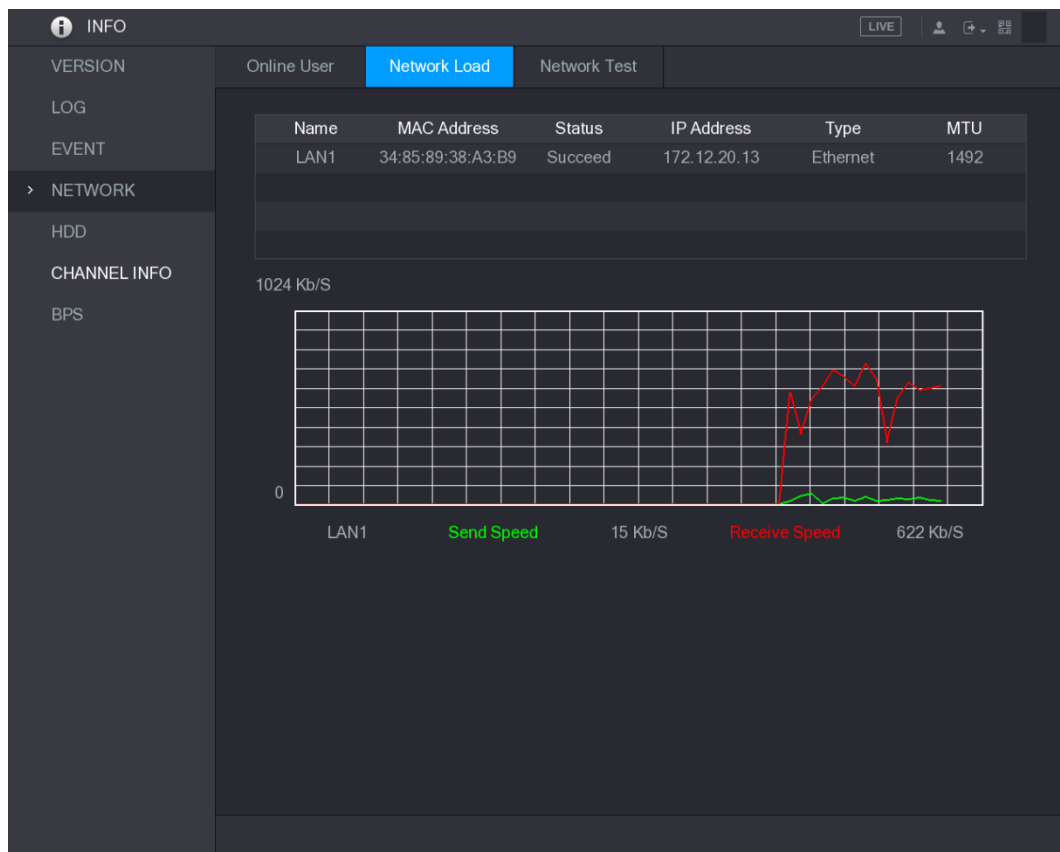 INFO
LIVE
VERSION
LOG
EVENT
NETWORK
HDD
CHANNEL INFO
BPS
Online User Network Load Network Test
Name MAC Address Status IP Address Type MTU
LAN1 34:85:89:38:A3:B9 Succeed 172.12.20.13 Ethernet 1492
1024 Kb/S
0
LAN1 Send Speed 15 Kb/S Receive Speed 622 Kb/S